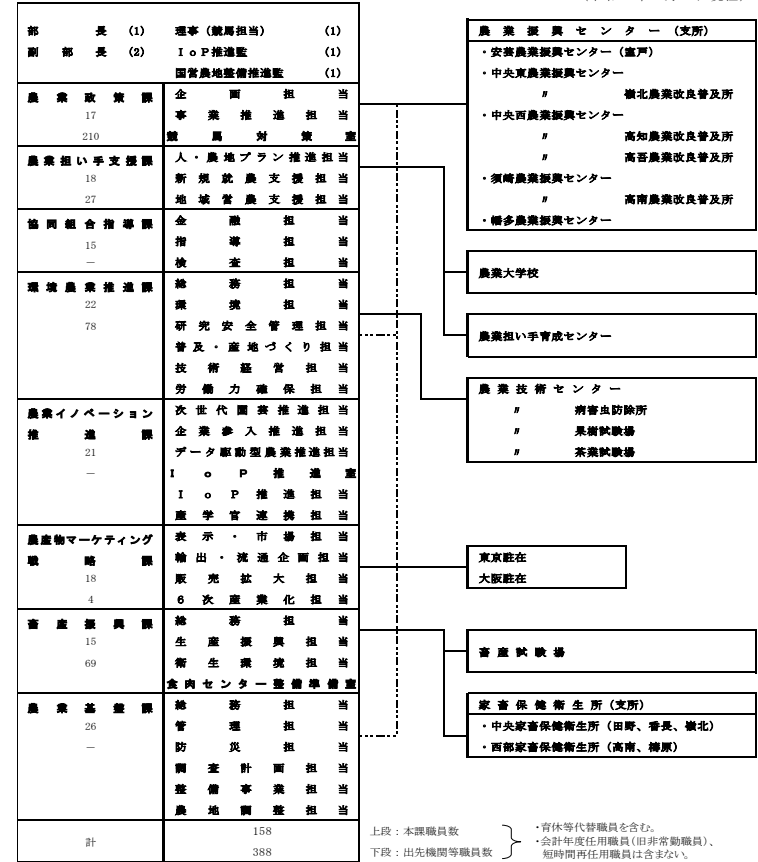 部長 (1) 理事(競馬担当) (1)
副部長 (2) IoP推進監 (1)
国営農地整備推進監 (1)
農業政策課
17
210
企画担当
事業推進担当
競馬対策室
農業担い手支援課
18
27
人・農地プラン推進担当
新規就農支援担当
地域営農支援担当
協同組合指導課
15
－
金融担当
指導担当
検査担当
環境農業推進課
22
78
総務担当
環境担当
研究安全管理担当
普及・産地づくり担当
技術経営担当
労働力確保担当
農業イノベーション
推進課
21
－
次世代園芸推進担当
企業参入推進担当
データ駆動型農業推進担当
IoP推進室
IoP推進担当
産学官連携担当
農産物マーケティング
戦略課
18
4
表示・市場担当
輸出・流通企画担当
販売拡大担当
6次産業化担当
畜産振興課
15
69
総務担当
生産振興担当
衛生環境担当
食肉センター整備準備室
農業基盤課
26
－
総務担当
管理担当
防災担当
調査計画担当
整備事業担当
農地調整担当
計
158
388
農業振興センター(支所)
・安芸農業振興センター(室戸)
・中央東農業振興センター
〃 嶺北農業改良普及所
・中央西農業振興センター
〃 高知農業改良普及所
〃 高吾農業改良普及所
・須崎農業振興センター
〃 高南農業改良普及所
・幡多農業振興センター
農業大学校
農業担い手育成センター
農業技術センター
〃 病害虫防除所
〃 果樹試験場
〃 茶業試験場
東京駐在
大阪駐在
畜産試験場
家畜保健衛生所(支所)
・中央家畜保健衛生所(田野、香長、嶺北)
・西部家畜保健衛生所(高南、梼原)
上段：本課職員数
下段：出先機関等職員数
・育休等代替職員を含む。
・会計年度任用職員(旧非常勤職員)、
短時間再任用職員は含まない。